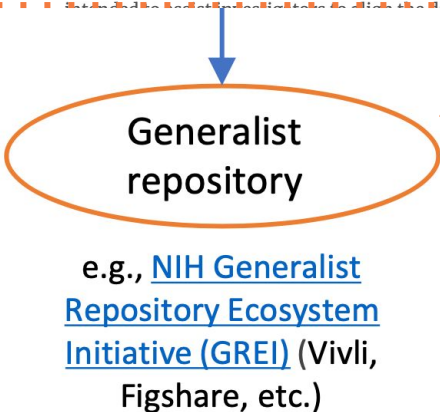 Generalist
repository
e.g., NIH Generalist
Repository Ecosystem
Initiative (GREI) (Vivli,
Figshare, etc.)